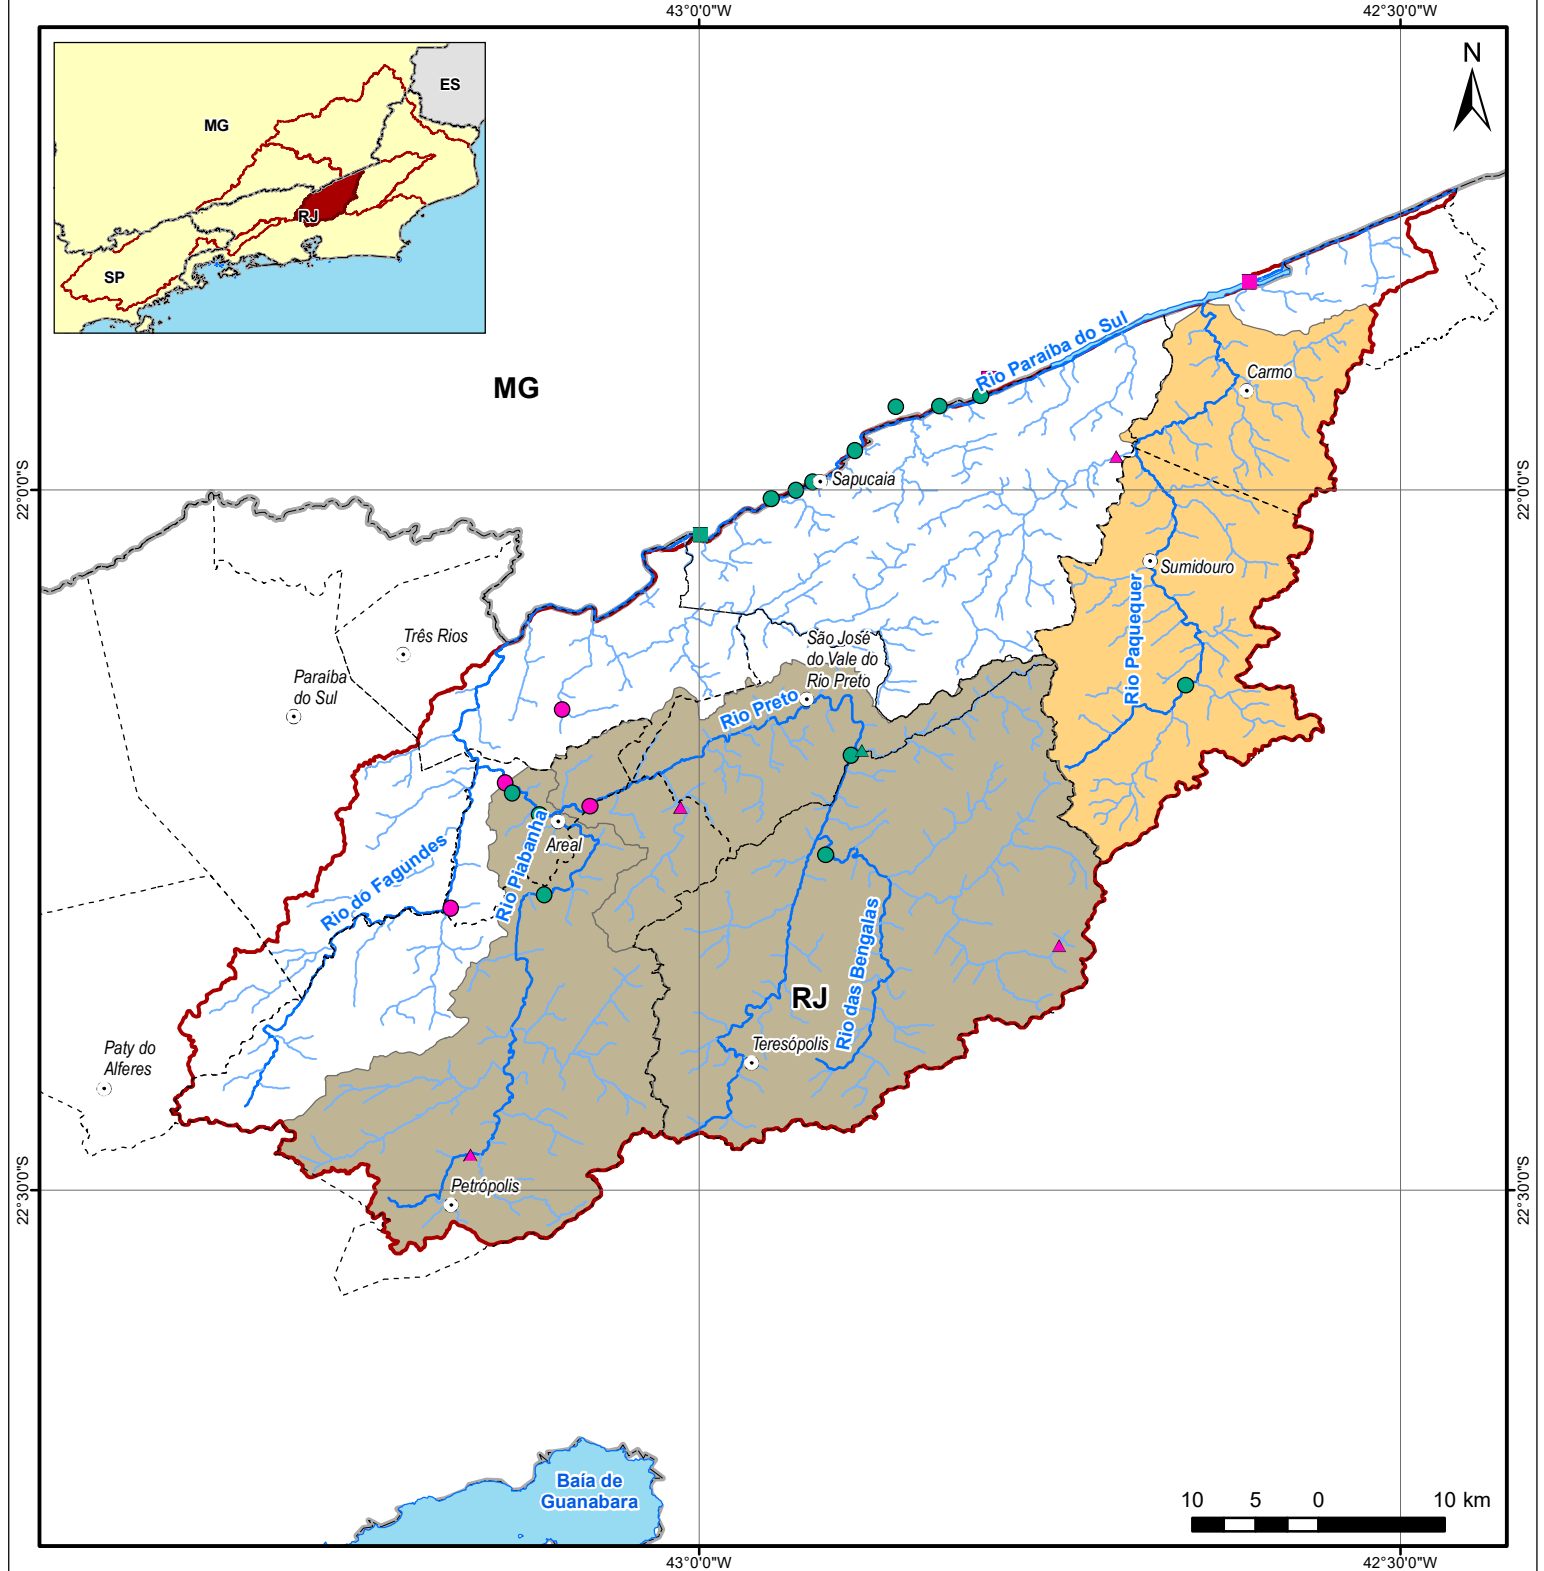 43°0'0"W
42°30'0"W
ES
MG
RJ
SP
N
Rio Paraíba do Sul
MG
Carmo
22°0'0"S
22°0'0"S
Sapucaia
Sumidouro
Três Rios
São José
do Vale do
Rio Preto
Paraíba
do Sul
Rio Paquequer
Rio Preto
Areal
Rio Piabanha
Rio do Fagundes
Rio das Bengalas
RJ
Teresópolis
Paty do
Alferes
Petrópolis
22°30'0"S
22°30'0"S
Baía de
Guanabara
10 5 0 10 km
43°0'0"W
42°30'0"W